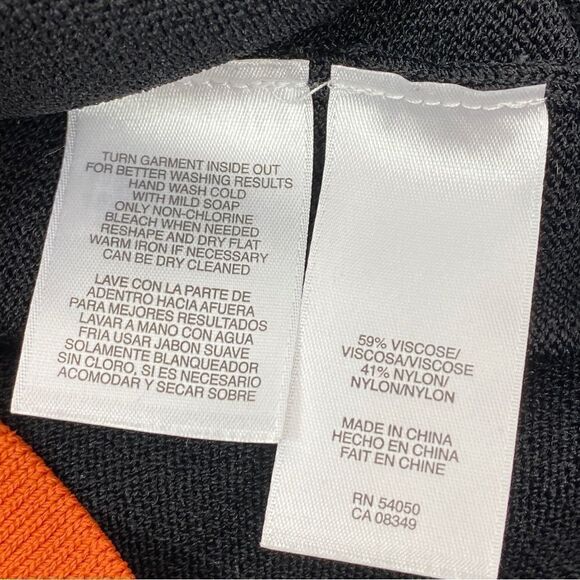 TURN GARMENT INSIDE OUT
FOR BETTER WASHING RESULTS
HAND WASH COLD
WITH MILD SOAP
ONLY NON-CHLORINE
BLEACH WHEN NEEDED
RESHAPE AND DRY FLAT
WARM IRON IF NECESSARY
CAN BE DRY CLEANED
LAVE CON LA PARTE DE
ADENTRO HACIA AFUERA
PARA MEJORES RESULTADOS
LAVAR A MANO CON AGUA
FRIA USAR JABON SUAVE
SOLAMENTE BLANQUEADOR
SIN CLORO, SI ES NECESARIO
ACOMODAR Y SECAR SOBRE
59% VISCOSE/
VISCOSA/VISCOSE
41% NYLON/
NYLON/NYLON
MADE IN CHINA
HECHO EN CHINA
FAIT EN CHINE
RN 54050
CA 08349